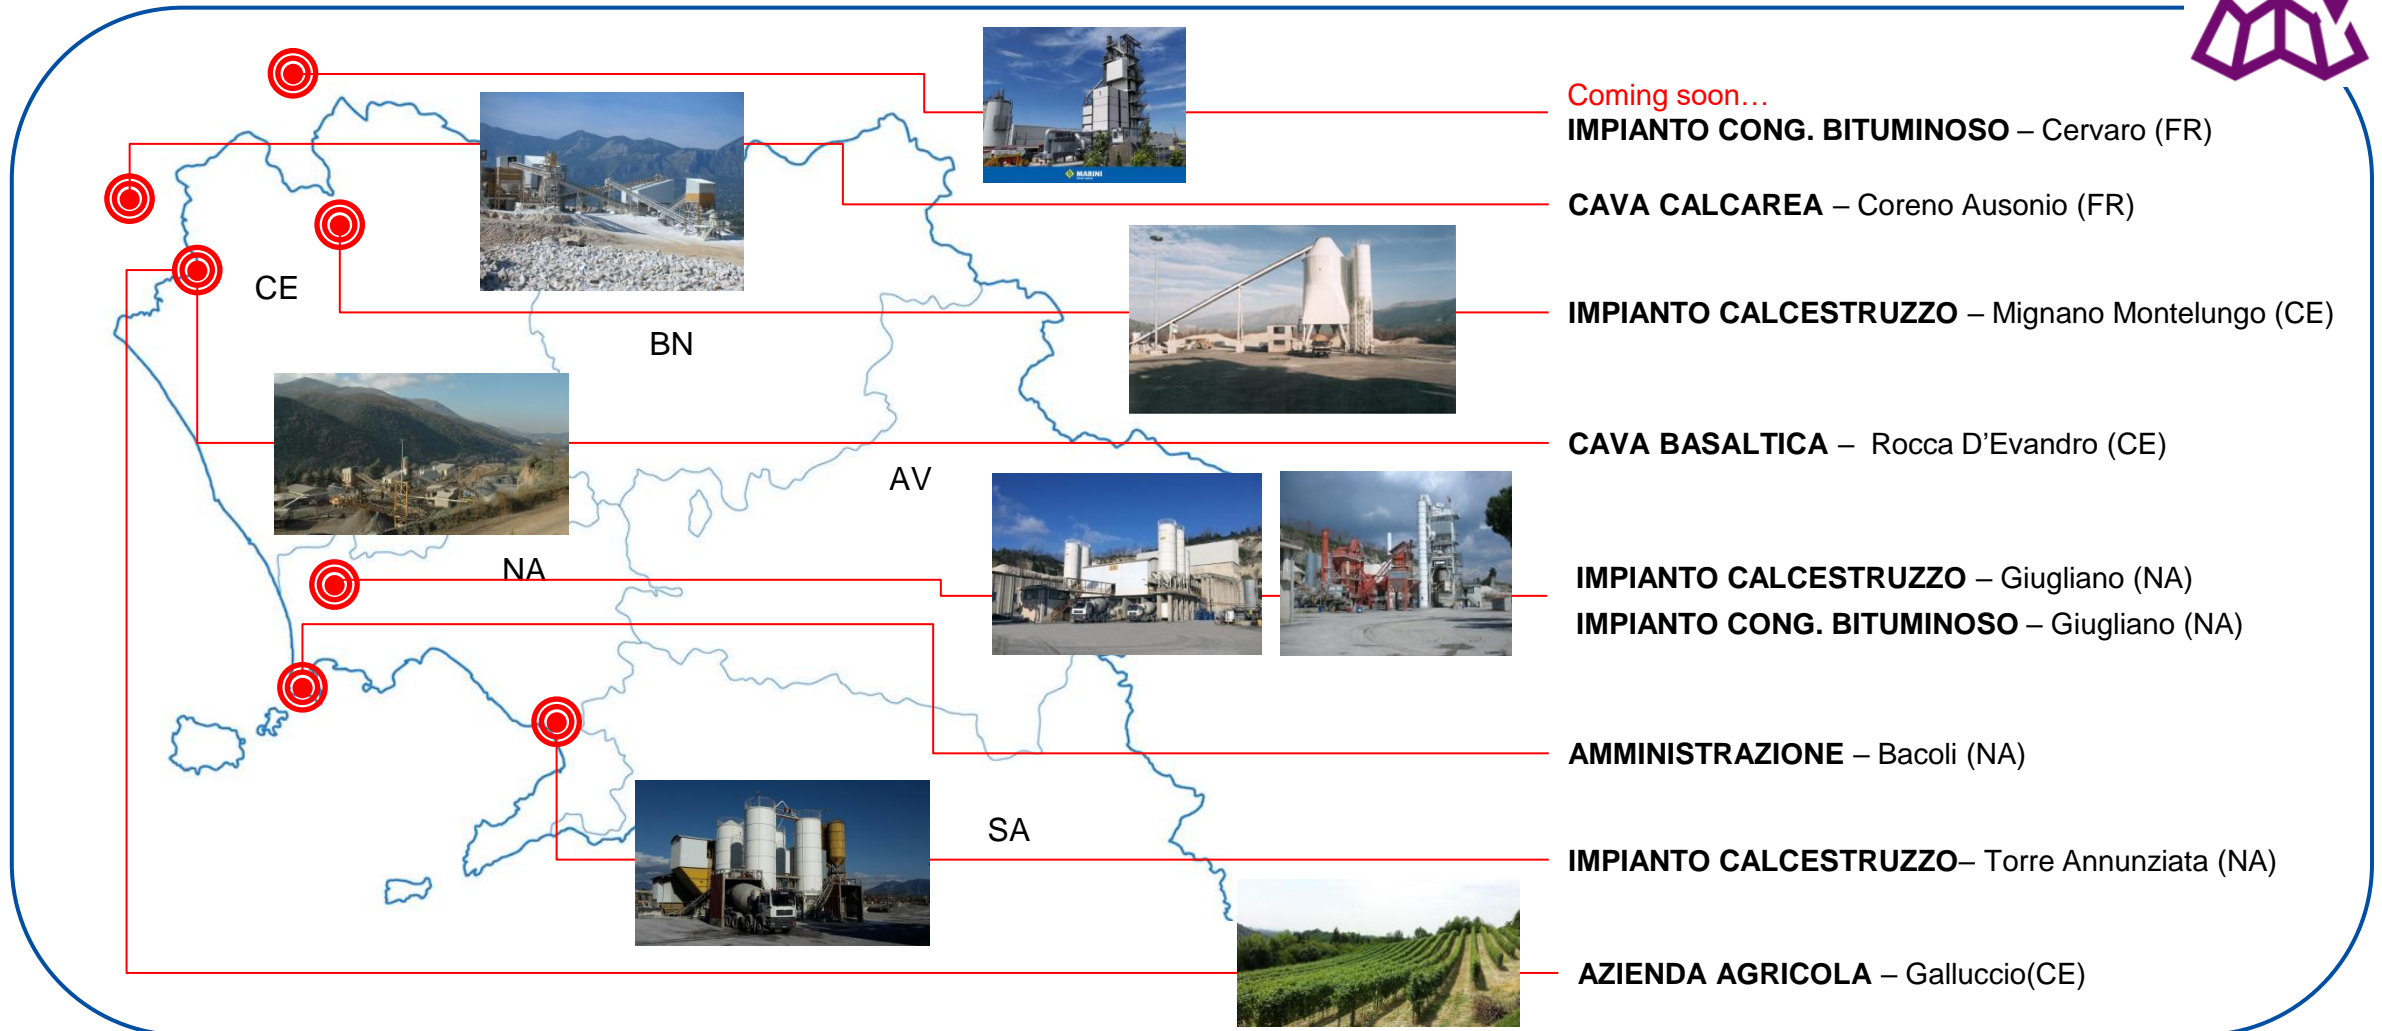 Coming soon…
IMPIANTO CONG. BITUMINOSO – Cervaro (FR)
MARINI
CAVA CALCAREA – Coreno Ausonio (FR)
CE
IMPIANTO CALCESTRUZZO – Mignano Montelungo (CE)
BN
CAVA BASALTICA – Rocca D’Evandro (CE)
AV
NA
IMPIANTO CALCESTRUZZO – Giugliano (NA)
IMPIANTO CONG. BITUMINOSO – Giugliano (NA)
AMMINISTRAZIONE – Bacoli (NA)
SA
IMPIANTO CALCESTRUZZO– Torre Annunziata (NA)
AZIENDA AGRICOLA – Galluccio(CE)